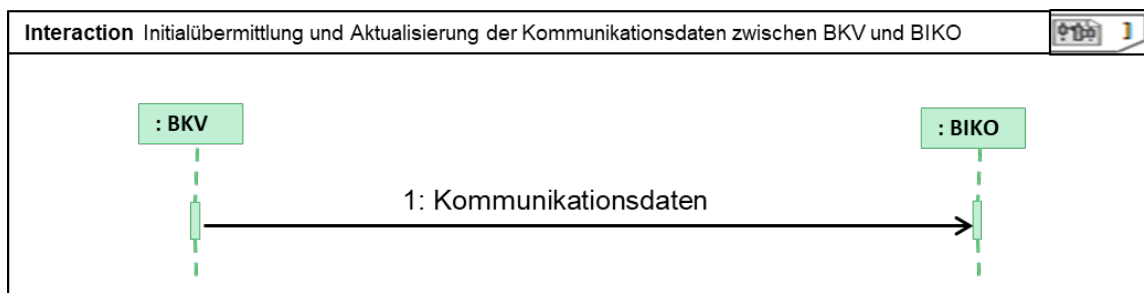 Interaction Initialübermittlung und Aktualisierung der Kommunikationsdaten zwischen BKV und BIKO
: BKV
: BIKO
1: Kommunikationsdaten